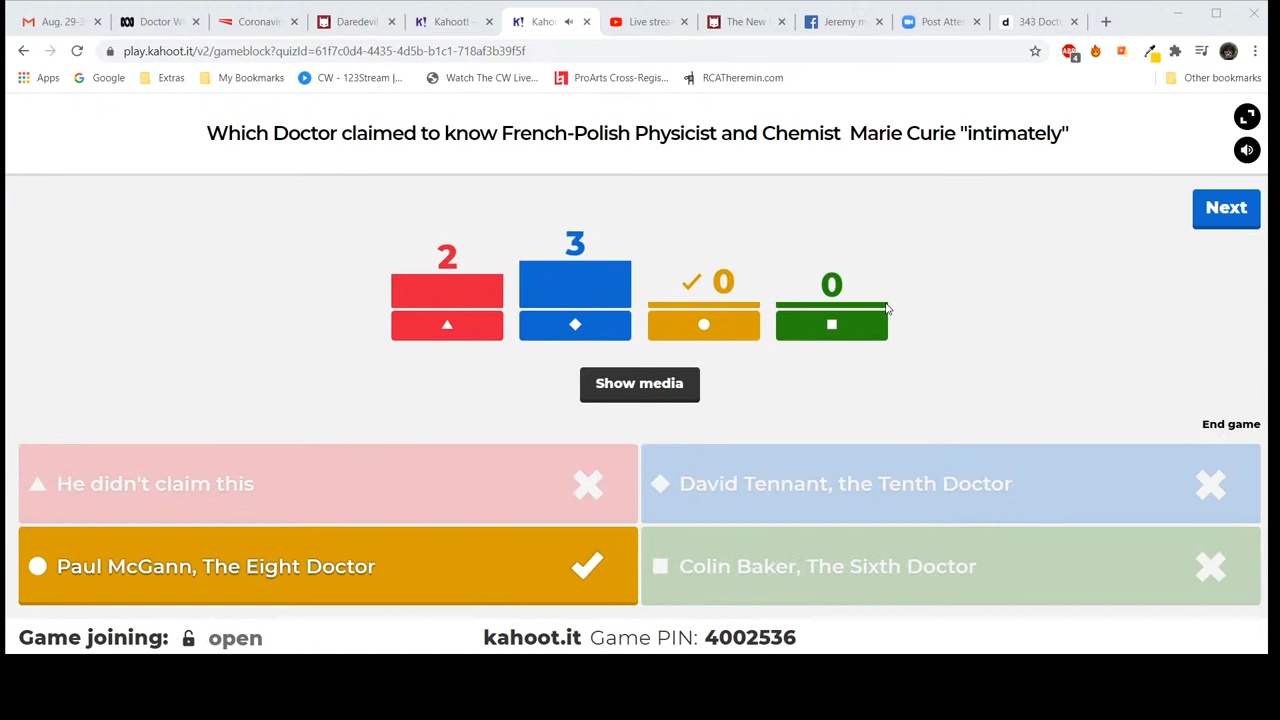 Aug. 29-3
Doctor W
Coronavir
Daredevil
Kahoot! -
Kahoo
Live strea
The New
Jeremy m
Post Atte
343 Docto
play.kahoot.it/v2/gameblock?quizId=61f7c0d4-4435-4d5b-b1c1-718af3b39f5f
Apps Google Extras My Bookmarks CW - 123Stream |... Watch The CW Live... ProArts Cross-Regis... RCATheremin.com Other bookmarks
Which Doctor claimed to know French-Polish Physicist and Chemist Marie Curie "intimately"
Next
2
3
0
0
Show media
End game
He didn't claim this
David Tennant, the Tenth Doctor
Paul McGann, The Eight Doctor
Colin Baker, The Sixth Doctor
Game joining: open
kahoot.it Game PIN: 4002536